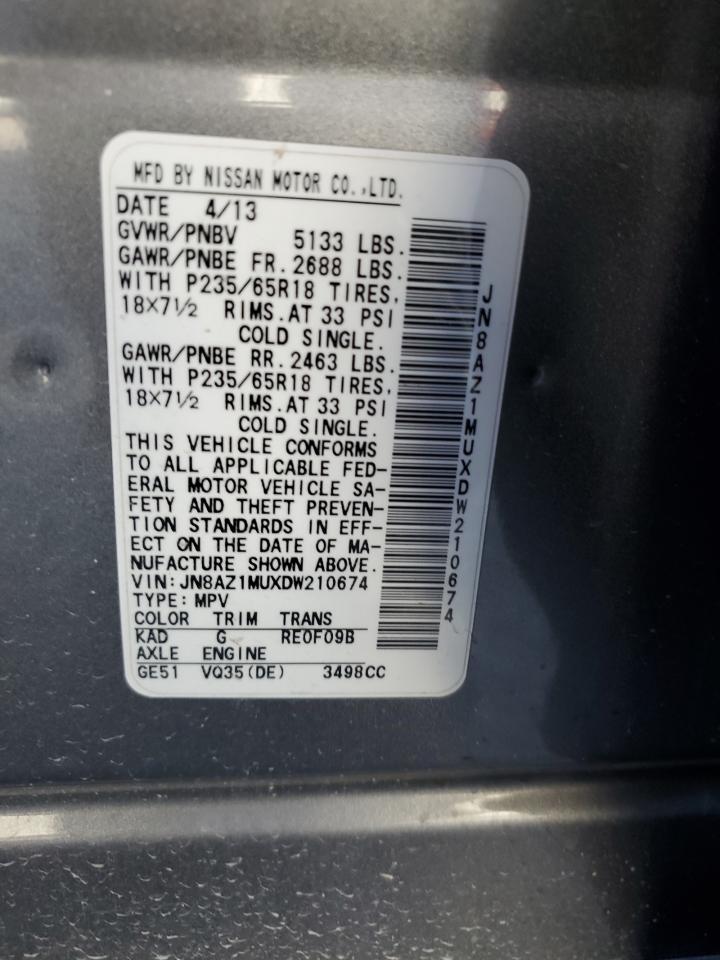 MFD BY NISSAN MOTOR CO.,LTD.
DATE 4/13
GVWR/PNBV 5133 LBS.
GAWR/PNBE FR. 2688 LBS.
WITH P235/65R18 TIRES,
18X7½ RIMS.AT 33 PSI
COLD SINGLE.
GAWR/PNBE RR. 2463 LBS.
WITH P235/65R18 TIRES,
18X7½ RIMS.AT 33 PSI
COLD SINGLE.
THIS VEHICLE CONFORMS
TO ALL APPLICABLE FED-
ERAL MOTOR VEHICLE SA-
FETY AND THEFT PREVEN-
TION STANDARDS IN EFF-
ECT ON THE DATE OF MA-
NUFACTURE SHOWN ABOVE.
VIN:JN8AZ1MUXDW210674
TYPE:MPV
COLOR TRIM TRANS
KAD G RE0F09B
AXLE ENGINE
GE51 VQ35(DE) 3498CC
JN8AZ1MUXDW210674